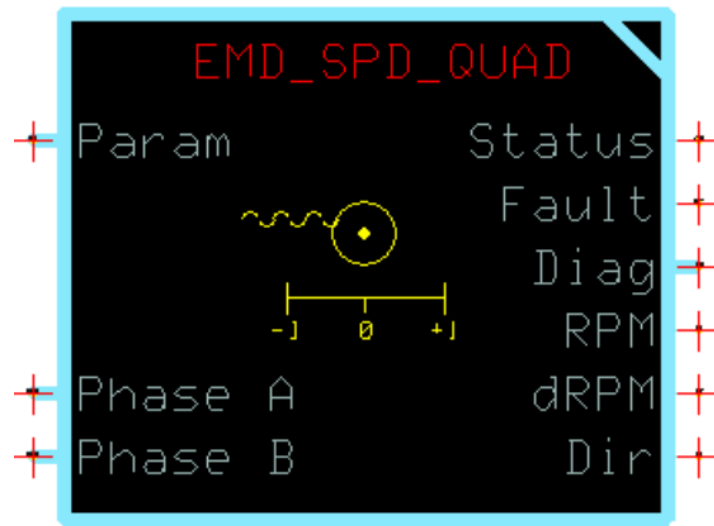 EMD_SPD_QUAD
Param Status
Fault
Diag
RPM
-1 0 +1
Phase A dRPM
Phase B Dir